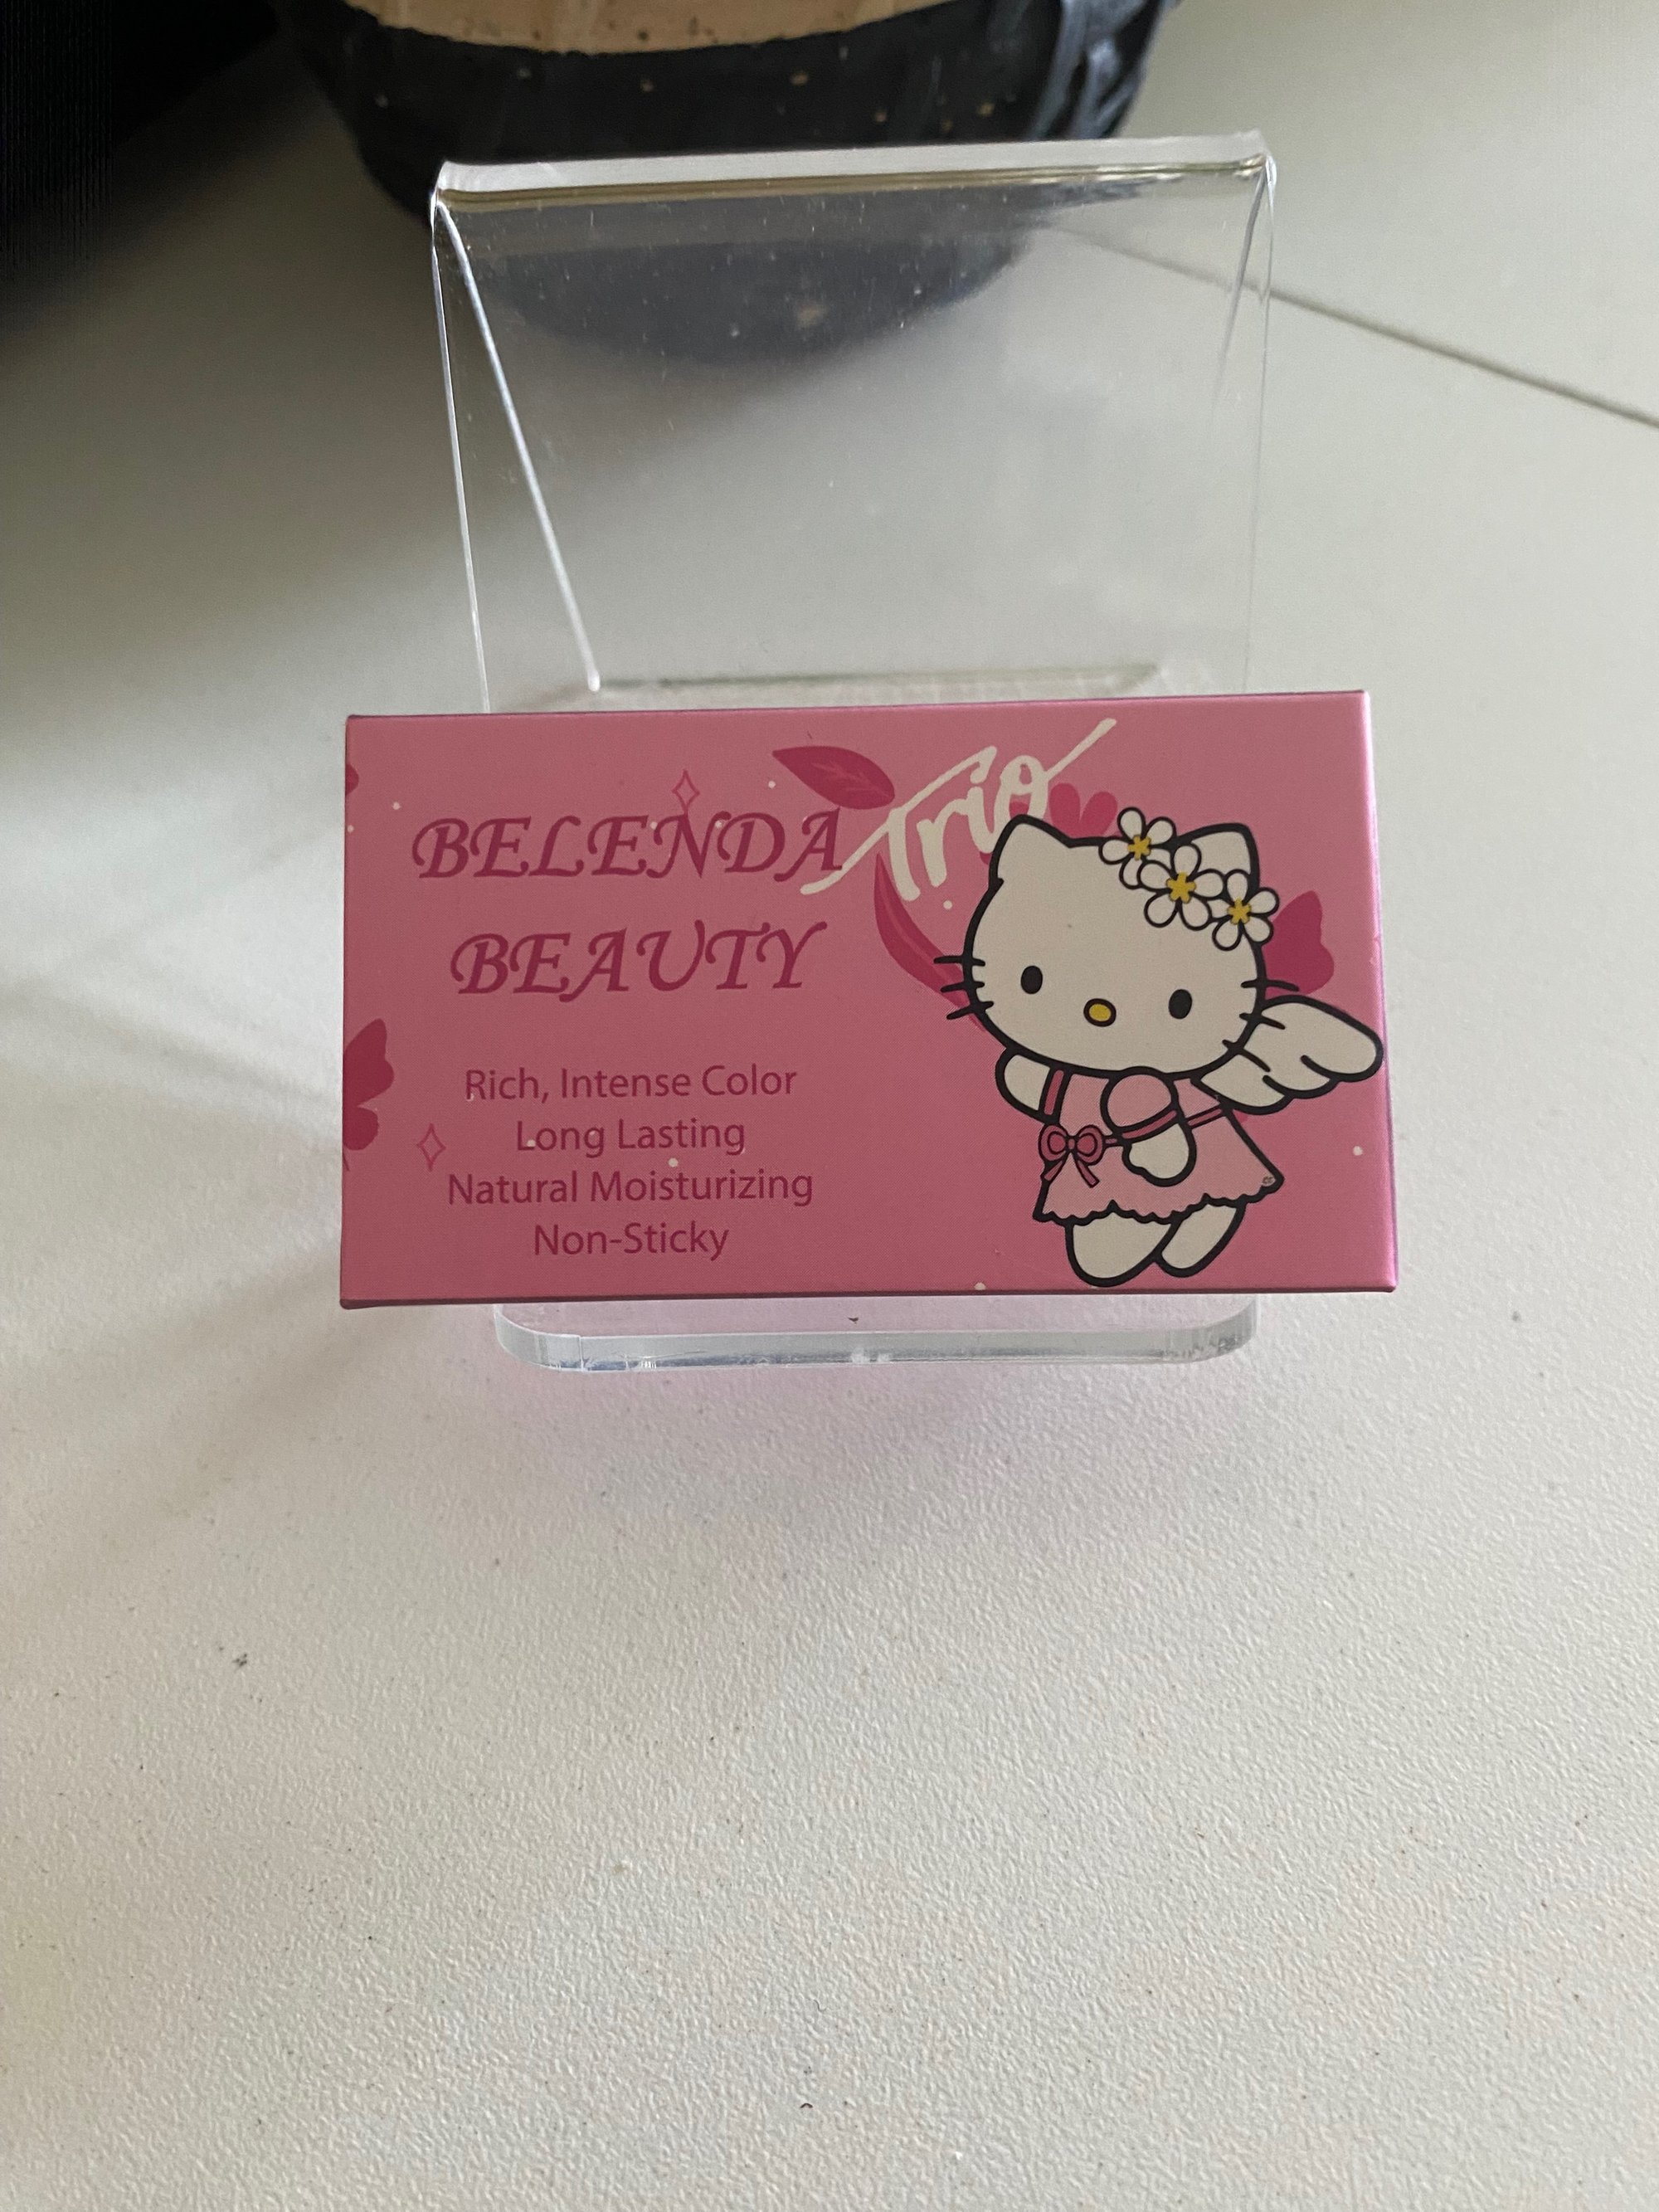 BELENDA
Trio
BEAUTY
Rich, Intense Color
Long Lasting
Natural Moisturizing
Non-Sticky